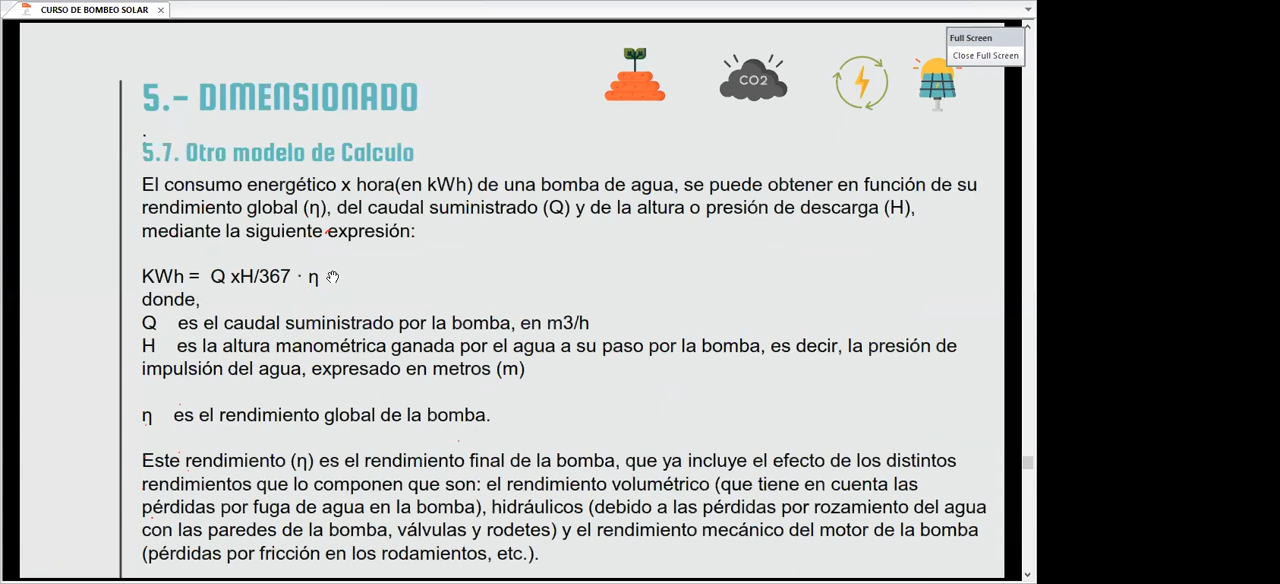 CURSO DE BOMBEO SOLAR
Full Screen
Close Full Screen
CO2
5.- DIMENSIONADO
.
5.7. Otro modelo de Calculo
El consumo energético x hora(en kWh) de una bomba de agua, se puede obtener en función de su
rendimiento global (η), del caudal suministrado (Q) y de la altura o presión de descarga (H),
mediante la siguiente expresión:
KWh = Q xH/367 · η
donde,
Q es el caudal suministrado por la bomba, en m3/h
H es la altura manométrica ganada por el agua a su paso por la bomba, es decir, la presión de
impulsión del agua, expresado en metros (m)
η es el rendimiento global de la bomba.
Este rendimiento (η) es el rendimiento final de la bomba, que ya incluye el efecto de los distintos
rendimientos que lo componen que son: el rendimiento volumétrico (que tiene en cuenta las
pérdidas por fuga de agua en la bomba), hidráulicos (debido a las pérdidas por rozamiento del agua
con las paredes de la bomba, válvulas y rodetes) y el rendimiento mecánico del motor de la bomba
(pérdidas por fricción en los rodamientos, etc.).